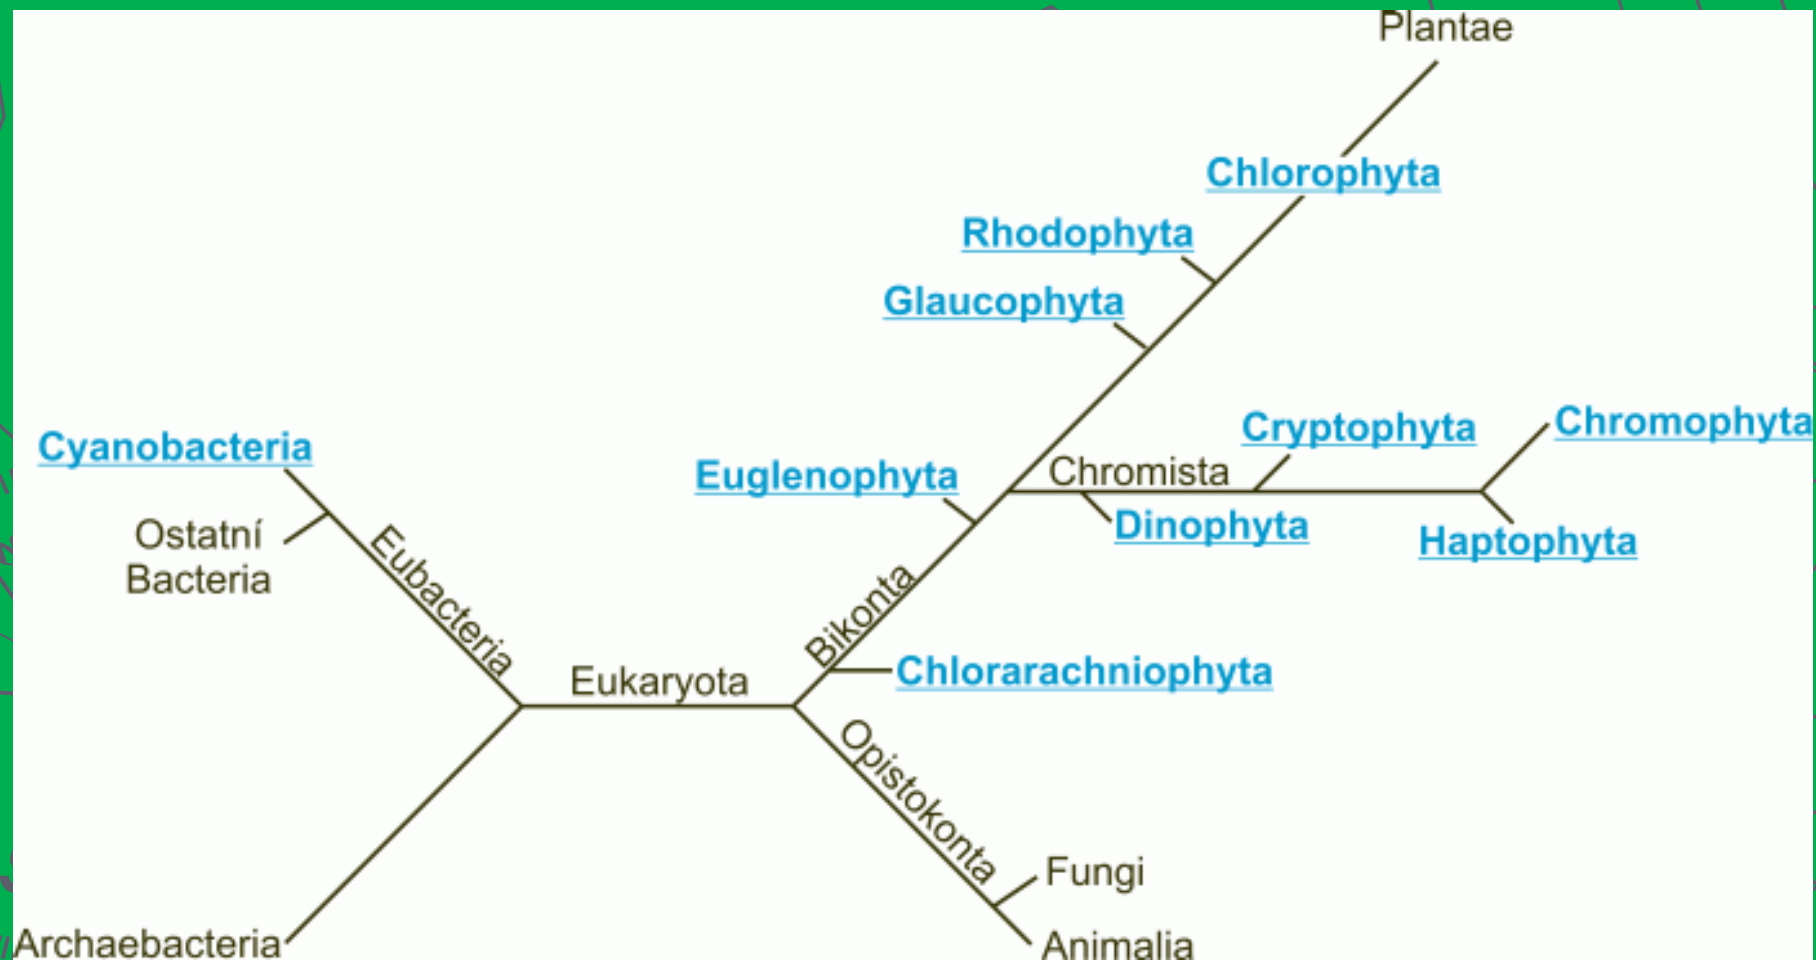 Plantae
Chlorophyta
Rhodophyta
Glaucophyta
Cryptophyta
Chromophyta
Cyanobacteria
Euglenophyta
Chromista
Dinophyta
Haptophyta
Ostatní
Bacteria
Eubacteria
Bikonta
Eukaryota
Chlorarachniophyta
Opistokonta
Fungi
Archaebacteria
Animalia